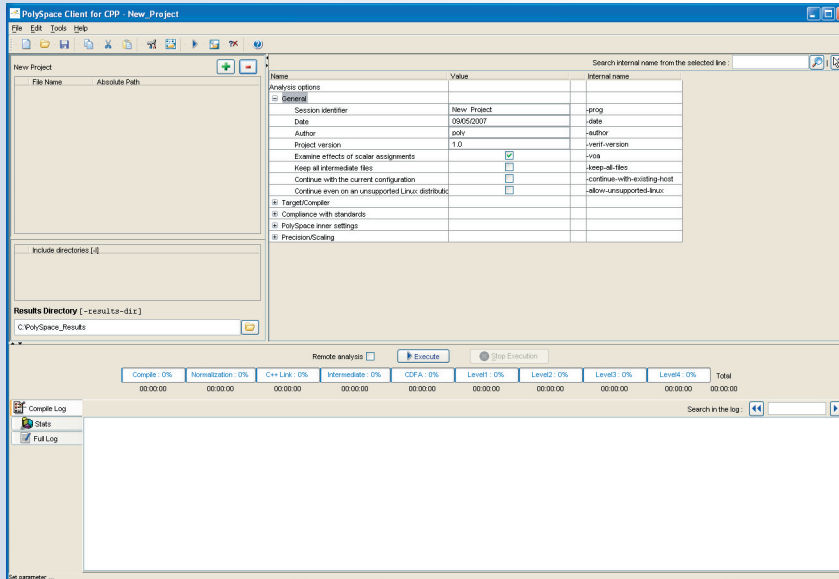 PolySpace Client for CPP - New_Project
File Edit Tools Help
Search internal name from the selected line :
New Project
File Name Absolute Path
Name Value Internal name
Analysis options
General
Session identifier New Project -prog
Date 09/05/2007 -date
Author poly -author
Project version 1.0 -verif-version
Examine effects of scalar assignments -voa
Keep all intermediate files -keep-all-files
Continue with the current configuration -continue-with-existing-host
Continue even on an unsupported Linux distributic -allow-unsupported-linux
Target/Compiler
Compliance with standards
PolySpace inner settings
Precision/Scaling
Include directories [-I]
Results Directory [-results-dir]
C:\PolySpace_Results
Remote analysis Execute Stop Execution
Compile : 0% Normalization : 0% C++ Link : 0% Intermediate : 0% CDFA : 0% Level1 : 0% Level2 : 0% Level3 : 0% Level4 : 0% Total
00:00:00 00:00:00 00:00:00 00:00:00 00:00:00 00:00:00 00:00:00 00:00:00 00:00:00 00:00:00
Compile Log
Search in the log :
Stats
Full Log
Set parameter ...